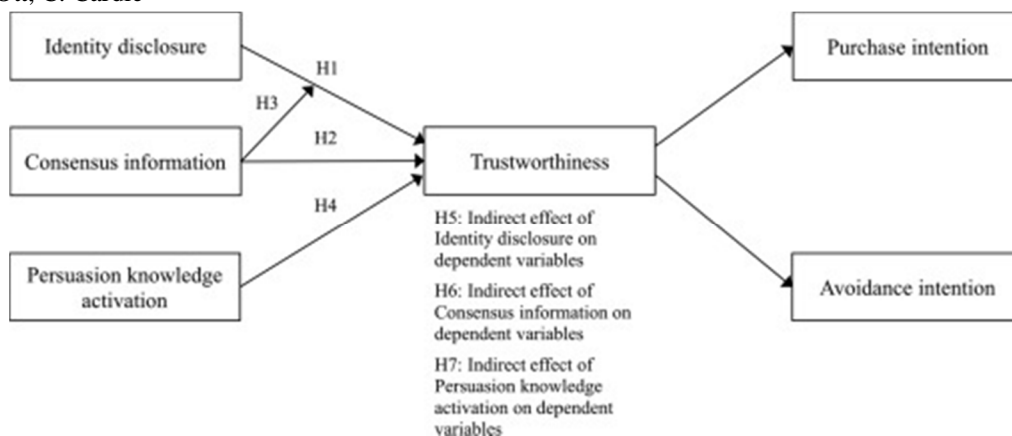 Identity disclosure
H1
Purchase intention
H3
Consensus information
H2
Trustworthiness
H4
Persuasion knowledge
activation
H5: Indirect effect of
Identity disclosure on
dependent variables
H6: Indirect effect of
Consensus information on
dependent variables
H7: Indirect effect of
Persuasion knowledge
activation on dependent
variables
Avoidance intention